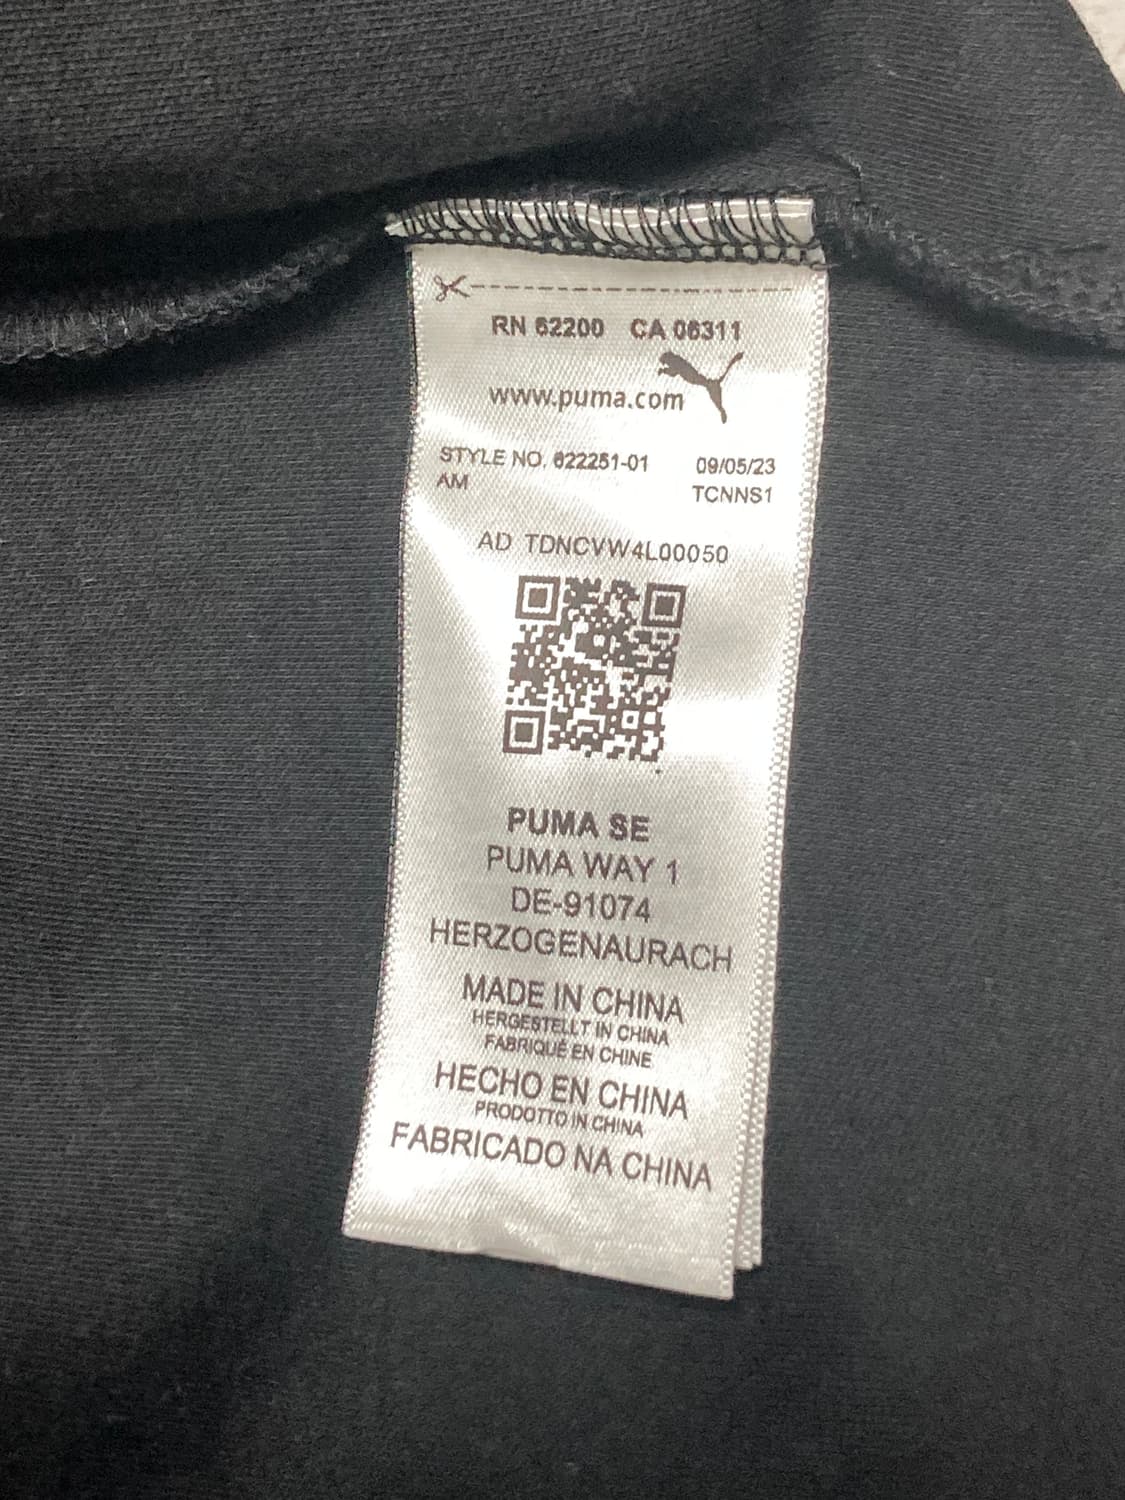 RN 62200 CA 06311
www.puma.com
STYLE NO. 622251-01 09/05/23
AM TCNNS1
AD TDNCVW4L00050
PUMA SE
PUMA WAY 1
DE-91074
HERZOGENAURACH
MADE IN CHINA
HERGESTELLT IN CHINA
FABRIQUÉ EN CHINE
HECHO EN CHINA
PRODOTTO IN CHINA
FABRICADO NA CHINA